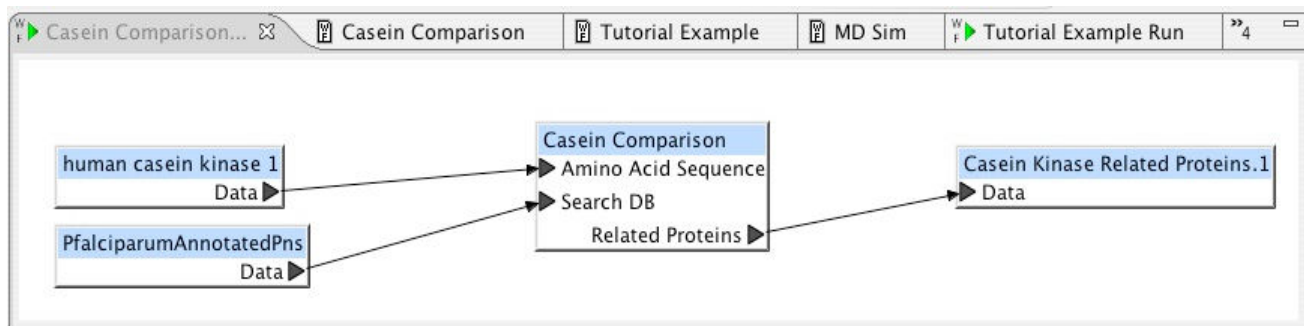 W F Casein Comparison... Casein Comparison Tutorial Example MD Sim W F Tutorial Example Run »4
human casein kinase 1
Data
PfalciparumAnnotatedPns
Data
Casein Comparison
Amino Acid Sequence
Search DB
Related Proteins
Casein Kinase Related Proteins.1
Data